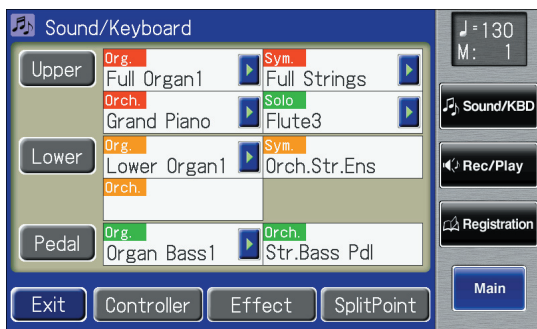 Sound/Keyboard
♩=130
M: 1
Upper
Org. Sym.
Full Organ1 Full Strings
Orch. Solo
Grand Piano Flute3
Sound/KBD
Lower
Org. Sym.
Lower Organ1 Orch.Str.Ens
Orch.
Rec/Play
Pedal
Org. Orch.
Organ Bass1 Str.Bass Pdl
Registration
Exit Controller Effect SplitPoint
Main